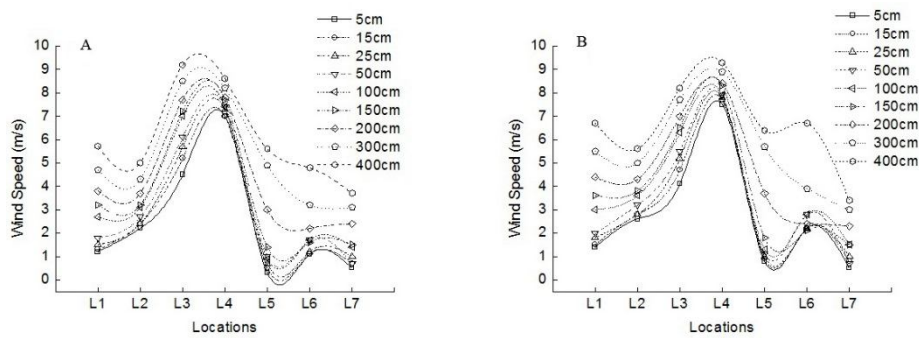 A
5cm
15cm
25cm
50cm
100cm
150cm
200cm
300cm
400cm
10
9
8
7
6
5
4
3
2
1
0
Wind Speed (m/s)
L1 L2 L3 L4 L5 L6 L7
Locations
B
5cm
15cm
25cm
50cm
100cm
150cm
200cm
300cm
400cm
10
9
8
7
6
5
4
3
2
1
0
Wind Speed (m/s)
L1 L2 L3 L4 L5 L6 L7
Locations